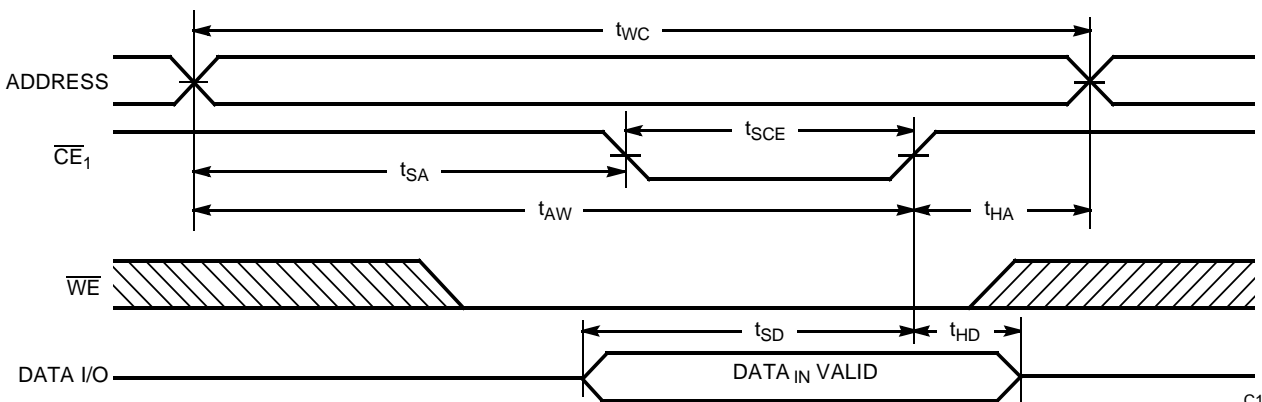 tWC
ADDRESS
tSCE
CE1
tSA
tAW
tHA
WE
tSD
tHD
DATA I/O
DATA IN VALID